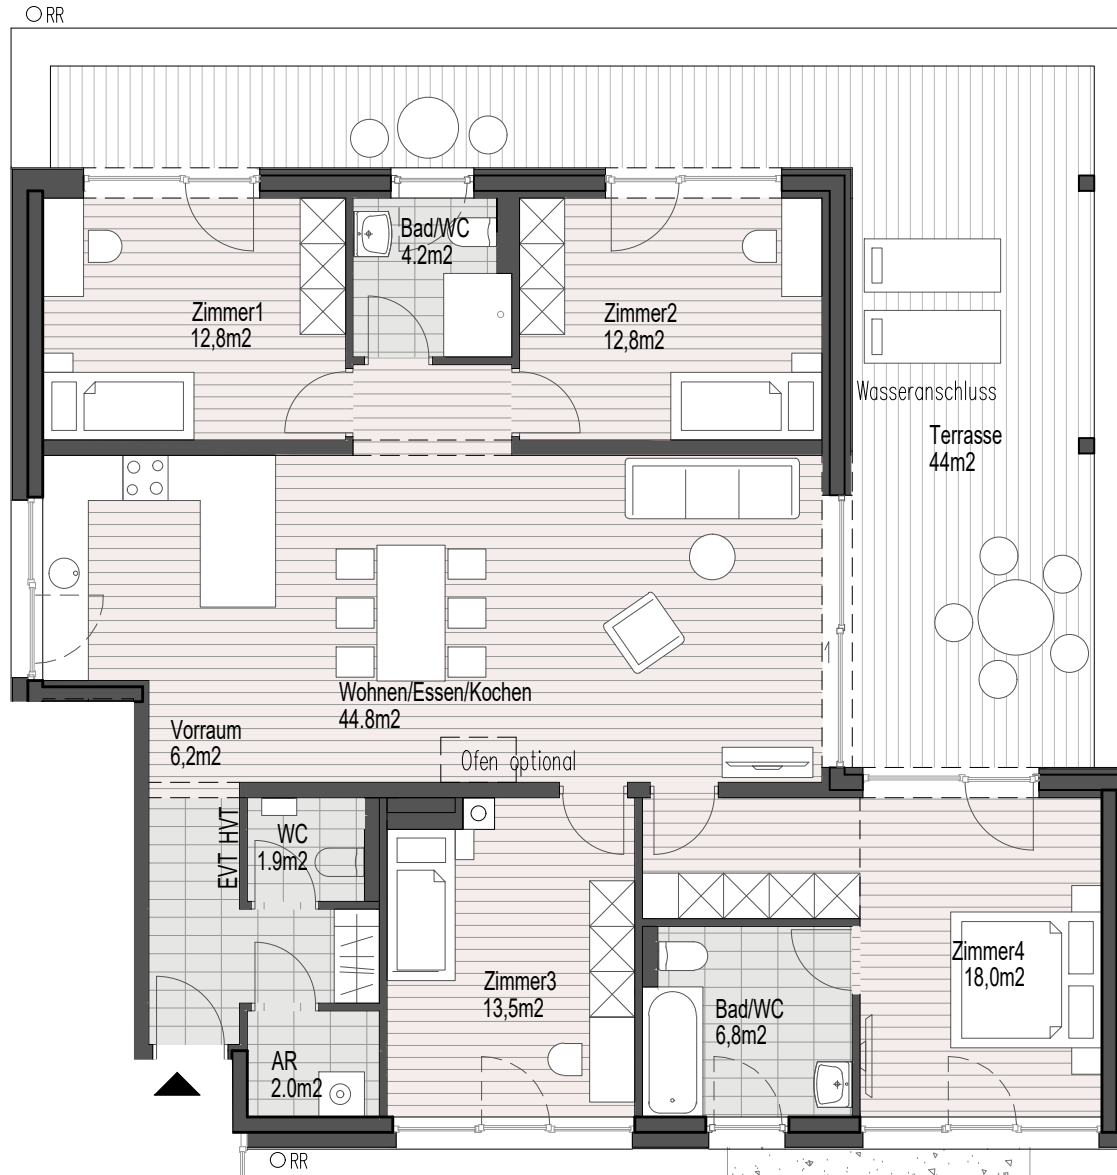 RR
Bad/WC
4.2m2
Zimmer1
12,8m2
Zimmer2
12,8m2
Wasseranschluss
Terrasse
44m2
Wohnen/Essen/Kochen
44.8m2
Vorraum
6,2m2
Ofen optional
EVT HVT
WC
1.9m2
Zimmer3
13,5m2
Zimmer4
18,0m2
Bad/WC
6,8m2
AR
2.0m2
RR